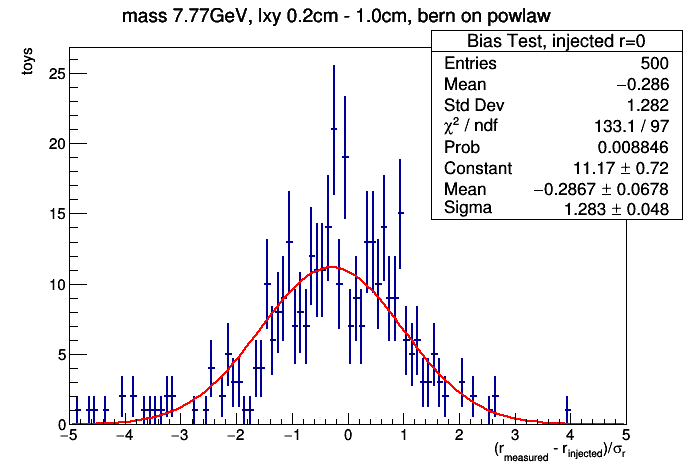 mass 7.77GeV, lxy 0.2cm - 1.0cm, bern on powlaw
Bias Test, injected r=0
Entries 500
Mean −0.286
Std Dev 1.282
χ² / ndf 133.1 / 97
Prob 0.008846
Constant 11.17 ± 0.72
Mean −0.2867 ± 0.0678
Sigma 1.283 ± 0.048
toys
25
20
15
10
5
0
−5 −4 −3 −2 −1 0 1 2 3 4 5
(r_measured - r_injected)/σ_r